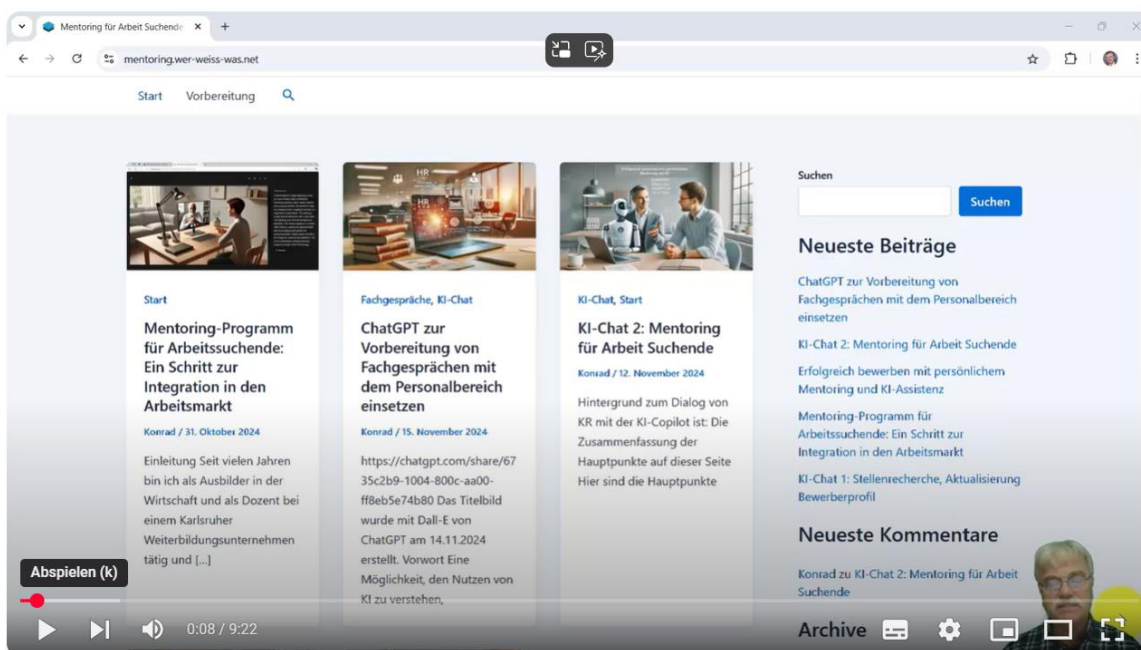 Mentoring für Arbeit Suchende
mentoring.wer-weiss-was.net
Start Vorbereitung
HR
HR
Start
Mentoring-Programm
für Arbeitssuchende:
Ein Schritt zur
Integration in den
Arbeitsmarkt
Konrad / 31. Oktober 2024
Einleitung Seit vielen Jahren
bin ich als Ausbilder in der
Wirtschaft und als Dozent bei
einem Karlsruher
Weiterbildungsunternehmen
tätig und [...]
Fachgespräche, KI-Chat
ChatGPT zur
Vorbereitung von
Fachgesprächen mit
dem Personalbereich
einsetzen
Konrad / 15. November 2024
https://chatgpt.com/share/67
35c2b9-1004-800c-aa00-
ff8eb5e74b80 Das Titelbild
wurde mit Dall-E von
ChatGPT am 14.11.2024
erstellt. Vorwort Eine
Möglichkeit, den Nutzen von
KI zu verstehen,
KI-Chat, Start
KI-Chat 2: Mentoring
für Arbeit Suchende
Konrad / 12. November 2024
Hintergrund zum Dialog von
KR mit der KI-Copilot ist: Die
Zusammenfassung der
Hauptpunkte auf dieser Seite
Hier sind die Hauptpunkte
Suchen
Suchen
Neueste Beiträge
ChatGPT zur Vorbereitung von
Fachgesprächen mit dem Personalbereich
einsetzen
KI-Chat 2: Mentoring für Arbeit Suchende
Erfolgreich bewerben mit persönlichem
Mentoring und KI-Assistenz
Mentoring-Programm für
Arbeitssuchende: Ein Schritt zur
Integration in den Arbeitsmarkt
KI-Chat 1: Stellenrecherche, Aktualisierung
Bewerberprofil
Neueste Kommentare
Konrad zu KI-Chat 2: Mentoring für Arbeit
Suchende
Archive
Abspielen (k)
0:08 / 9:22